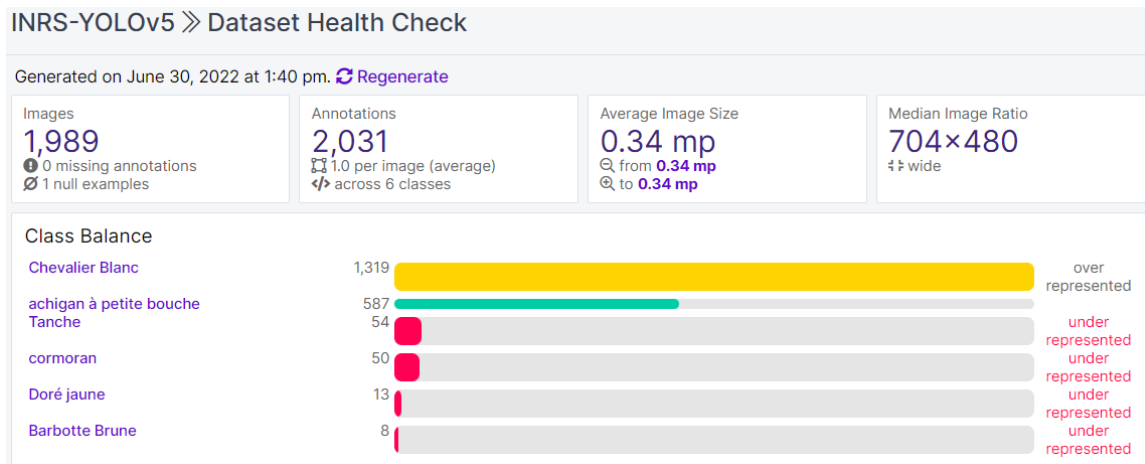 INRS-YOLOv5 » Dataset Health Check
Generated on June 30, 2022 at 1:40 pm. Regenerate
Images
1,989
0 missing annotations
1 null examples
Annotations
2,031
1.0 per image (average)
</> across 6 classes
Average Image Size
0.34 mp
from 0.34 mp
to 0.34 mp
Median Image Ratio
704×480
wide
Class Balance
Chevalier Blanc 1,319 over
represented
achigan à petite bouche 587
Tanche 54 under
represented
cormoran 50 under
represented
Doré jaune 13 under
represented
Barbotte Brune 8 under
represented